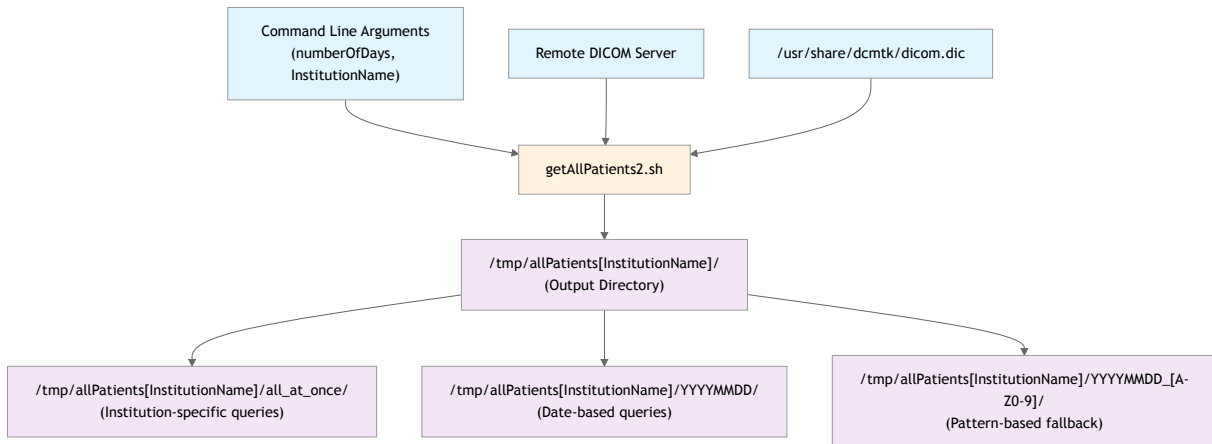 Command Line Arguments
(numberOfDays,
InstitutionName)
Remote DICOM Server
/usr/share/dcmtk/dicom.dic
getAllPatients2.sh
/tmp/allPatients[InstitutionName]/
(Output Directory)
/tmp/allPatients[InstitutionName]/all_at_once/
(Institution-specific queries)
/tmp/allPatients[InstitutionName]/YYYYMMDD/
(Date-based queries)
/tmp/allPatients[InstitutionName]/YYYYMMDD_[A-
Z0-9]/
(Pattern-based fallback)